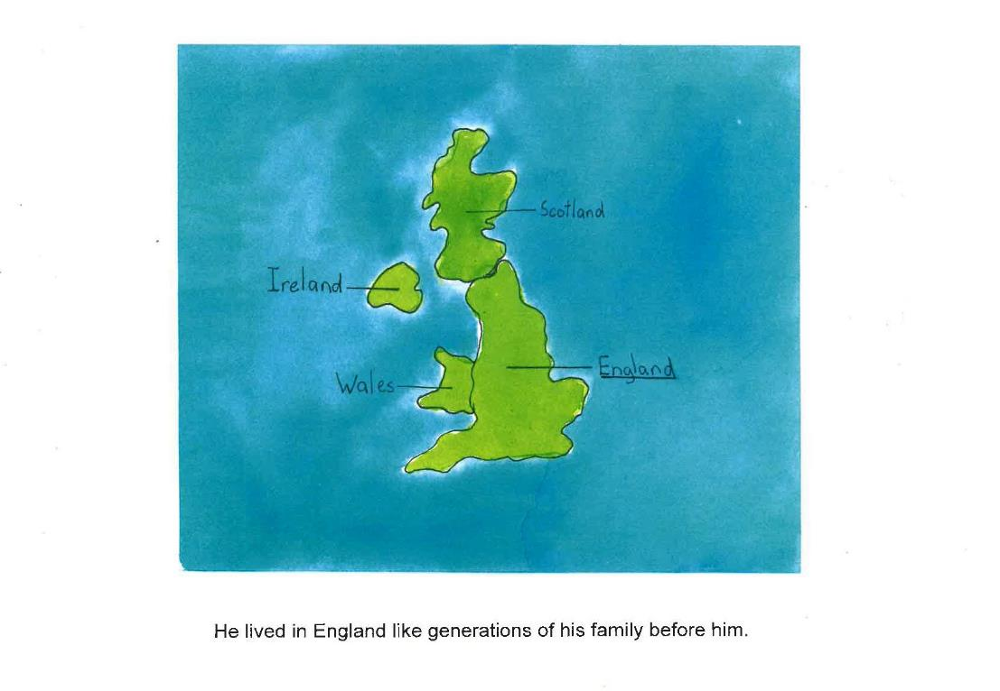 Scotland
Ireland
England
Wales
He lived in England like generations of his family before him.